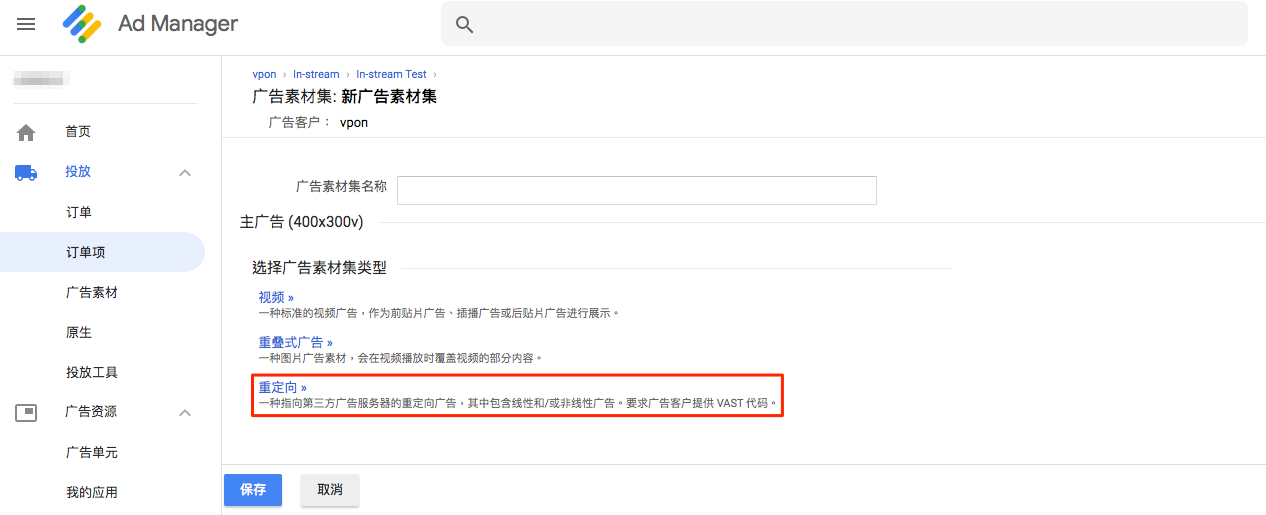 Ad Manager
vpon › In-stream › In-stream Test ›
广告素材集: 新广告素材集
广告客户： vpon
首页
投放
订单
订单项
广告素材
原生
投放工具
广告资源
广告单元
我的应用
广告素材集名称
主广告 (400x300v)
选择广告素材集类型
视频 »
一种标准的视频广告，作为前贴片广告、插播广告或后贴片广告进行展示。
重叠式广告 »
一种图片广告素材，会在视频播放时覆盖视频的部分内容。
重定向 »
一种指向第三方广告服务器的重定向广告，其中包含线性和/或非线性广告。要求广告客户提供 VAST 代码。
保存 取消